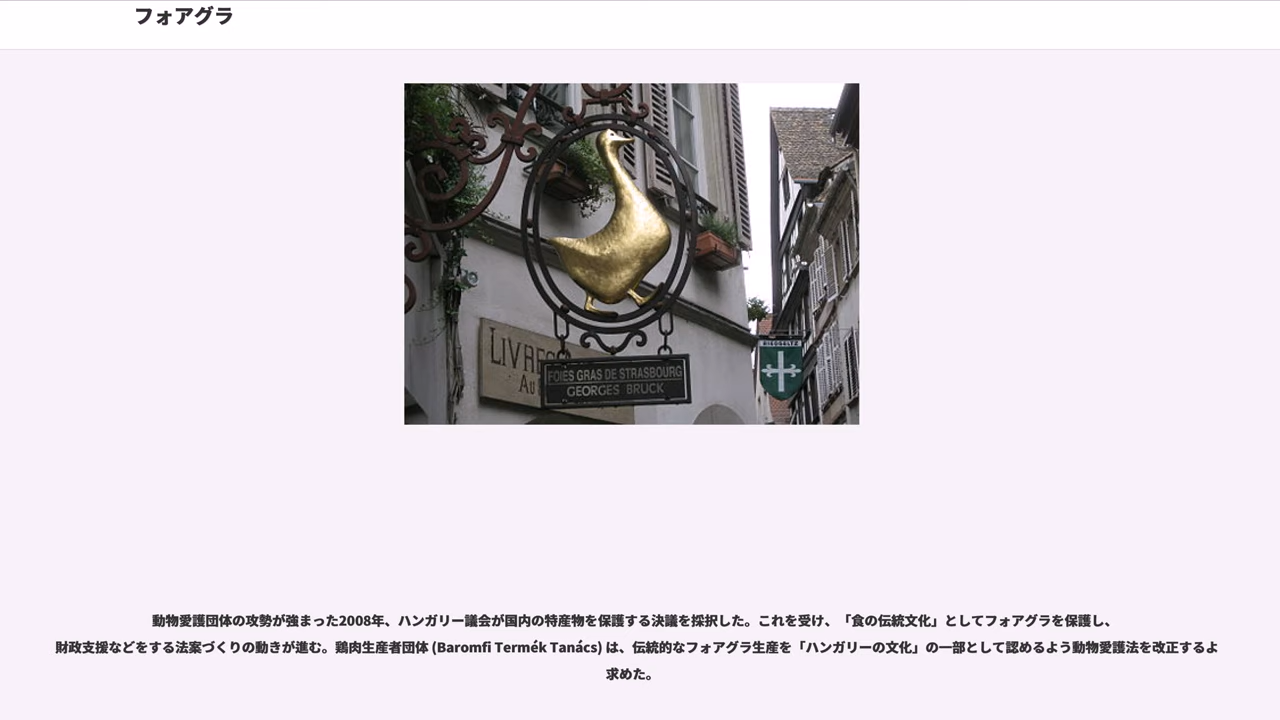 フォアグラ
LIVRE
Au
FOIES GRAS DE STRASBOURG
GEORGES BRUCK
動物愛護団体の攻勢が強まった2008年、ハンガリー議会が国内の特産物を保護する決議を採択した。これを受け、「食の伝統文化」としてフォアグラを保護し、
財政支援などをする法案づくりの動きが進む。鶏肉生産者団体 (Baromfi Termék Tanács) は、伝統的なフォアグラ生産を「ハンガリーの文化」の一部として認めるよう動物愛護法を改正するよ
求めた。